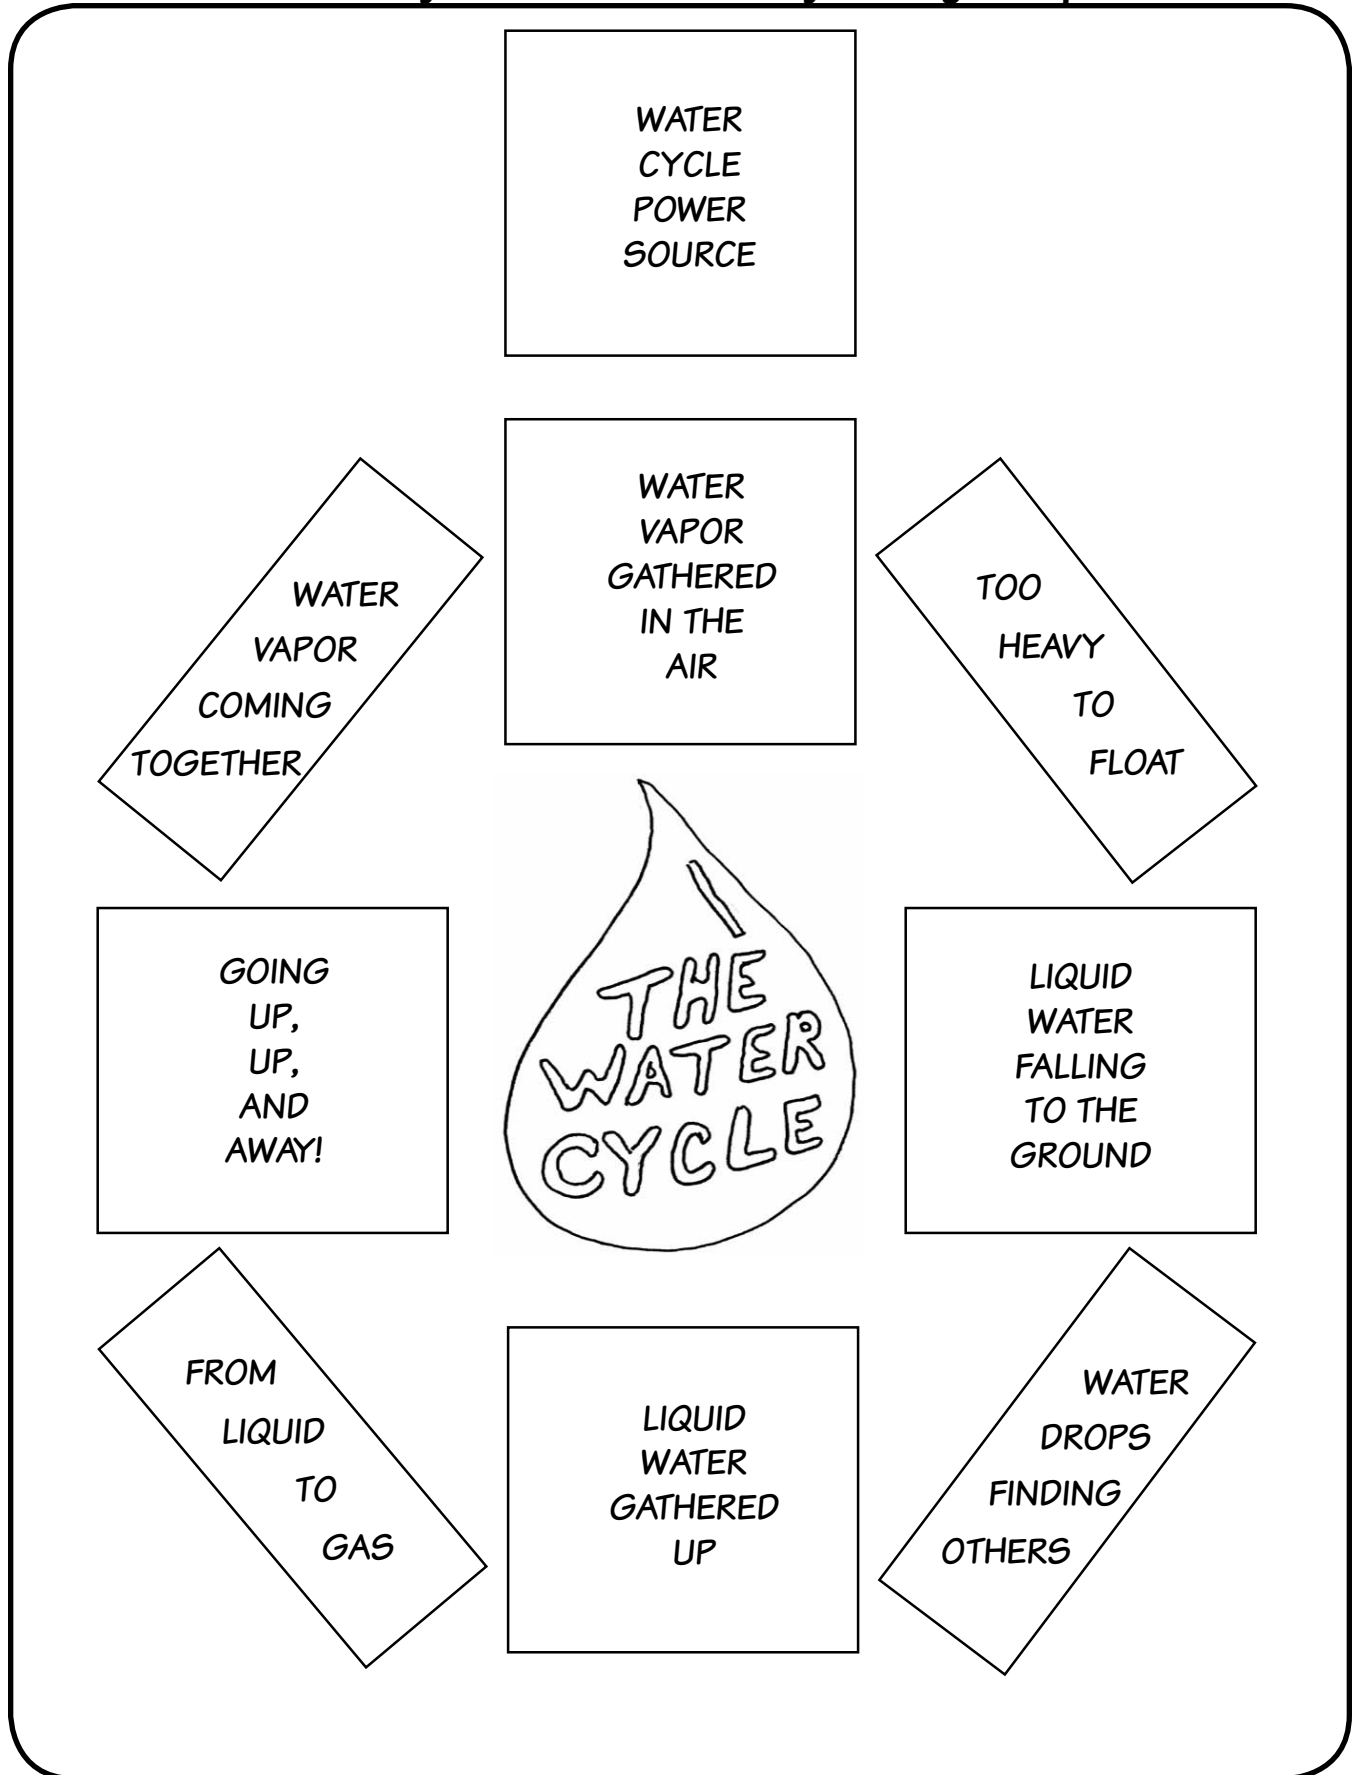 WATER
CYCLE
POWER
SOURCE
WATER
VAPOR
GATHERED
IN THE
AIR
WATER
VAPOR
COMING
TOGETHER
TOO
HEAVY
TO
FLOAT
GOING
UP,
UP,
AND
AWAY!
THE
WATER
CYCLE
LIQUID
WATER
FALLING
TO THE
GROUND
FROM
LIQUID
TO
GAS
LIQUID
WATER
GATHERED
UP
WATER
DROPS
FINDING
OTHERS